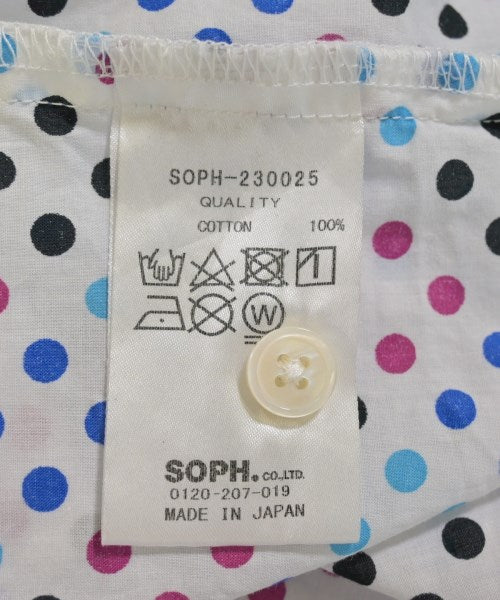 SOPH-230025
QUALITY
COTTON 100%
W
SOPH. CO.,LTD.
0120-207-019
MADE IN JAPAN